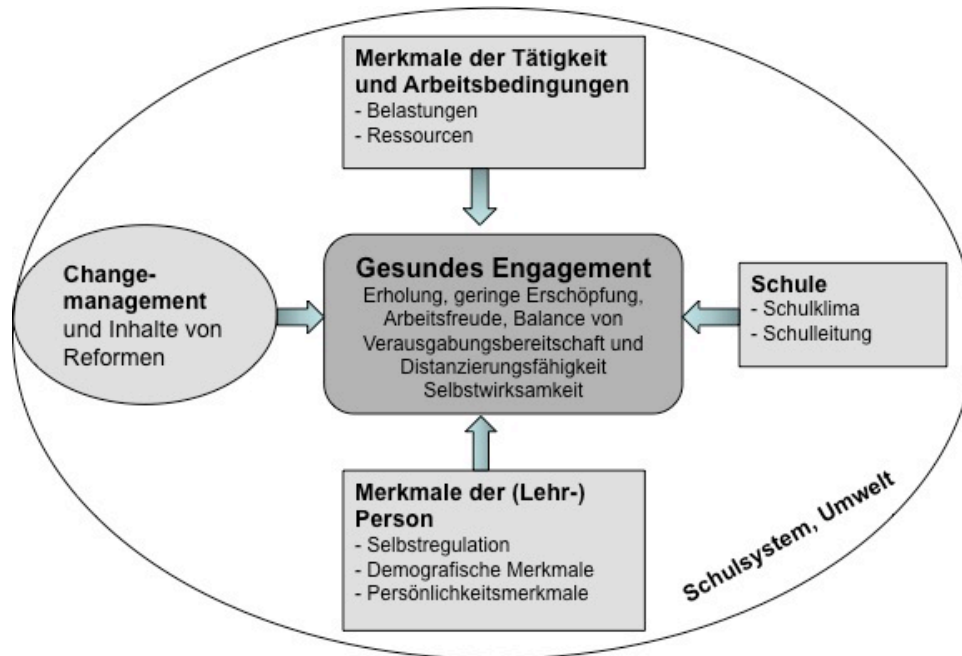 Merkmale der Tätigkeit
und Arbeitsbedingungen
- Belastungen
- Ressourcen
Change-
management
und Inhalte von
Reformen
Gesundes Engagement
Erholung, geringe Erschöpfung,
Arbeitsfreude, Balance von
Verausgabungsbereitschaft und
Distanzierungsfähigkeit
Selbstwirksamkeit
Schule
- Schulklima
- Schulleitung
Merkmale der (Lehr-)
Person
- Selbstregulation
- Demografische Merkmale
- Persönlichkeitsmerkmale
Schulsystem, Umwelt